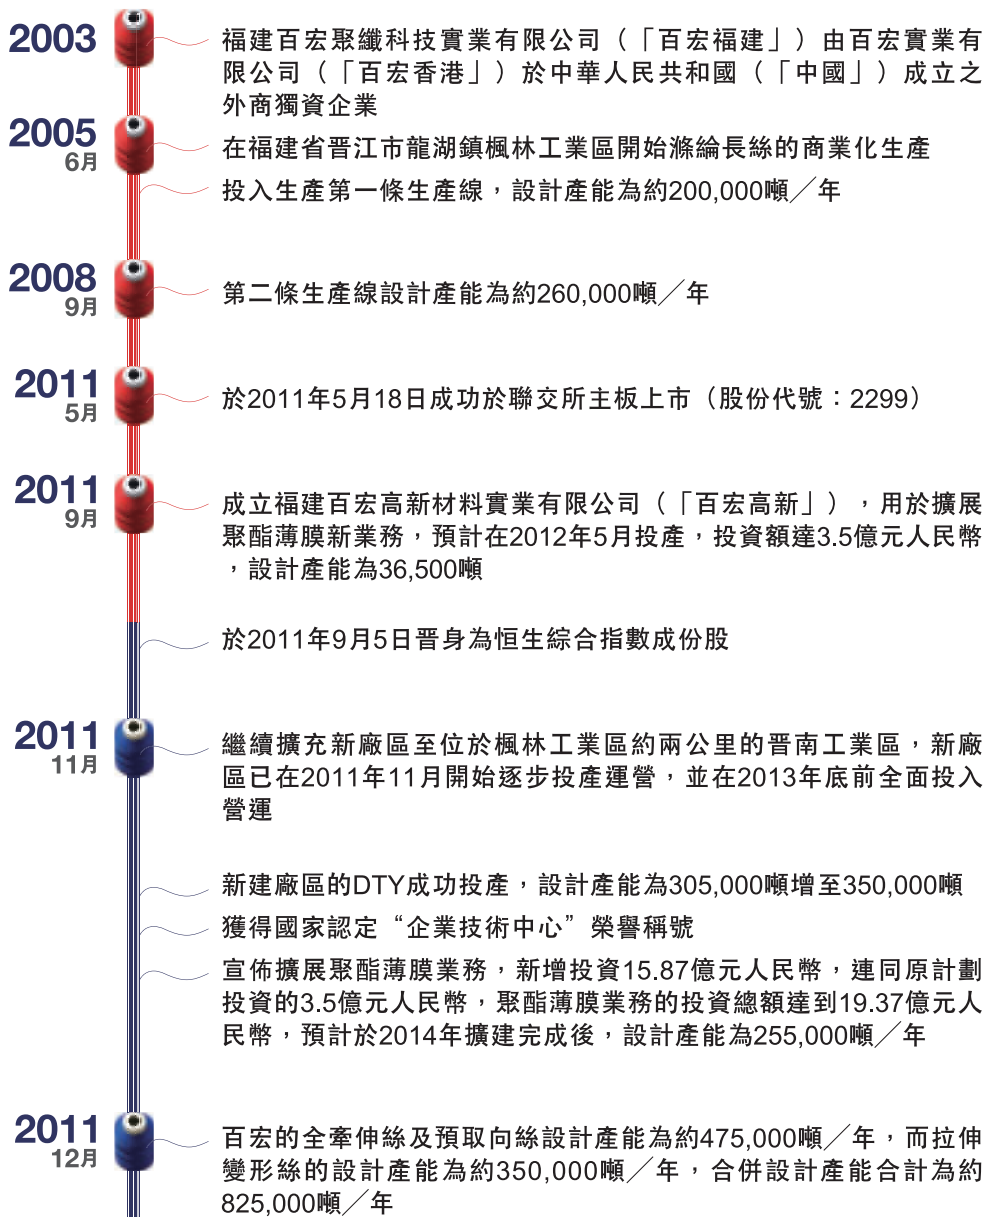 2003
福建百宏聚纖科技實業有限公司（「百宏福建」）由百宏實業有
限公司（「百宏香港」）於中華人民共和國（「中國」）成立之
外商獨資企業
2005
6月
在福建省晋江市龍湖鎮楓林工業區開始滌綸長絲的商業化生產
投入生產第一條生產線，設計產能為約200,000噸╱年
2008
9月
第二條生產線設計產能為約260,000噸╱年
2011
5月
於2011年5月18日成功於聯交所主板上市（股份代號：2299）
2011
9月
成立福建百宏高新材料實業有限公司（「百宏高新」），用於擴展
聚酯薄膜新業務，預計在2012年5月投產，投資額達3.5億元人民幣
，設計產能為36,500噸
於2011年9月5日晋身為恒生綜合指數成份股
2011
11月
繼續擴充新廠區至位於楓林工業區約兩公里的晋南工業區，新廠
區已在2011年11月開始逐步投產運營，並在2013年底前全面投入
營運
新建廠區的DTY成功投產，設計產能為305,000噸增至350,000噸
獲得國家認定“企業技術中心”榮譽稱號
宣佈擴展聚酯薄膜業務，新增投資15.87億元人民幣，連同原計劃
投資的3.5億元人民幣，聚酯薄膜業務的投資總額達到19.37億元人
民幣，預計於2014年擴建完成後，設計產能為255,000噸╱年
2011
12月
百宏的全牽伸絲及預取向絲設計產能為約475,000噸╱年，而拉伸
變形絲的設計產能為約350,000噸╱年，合併設計產能合計為約
825,000噸╱年